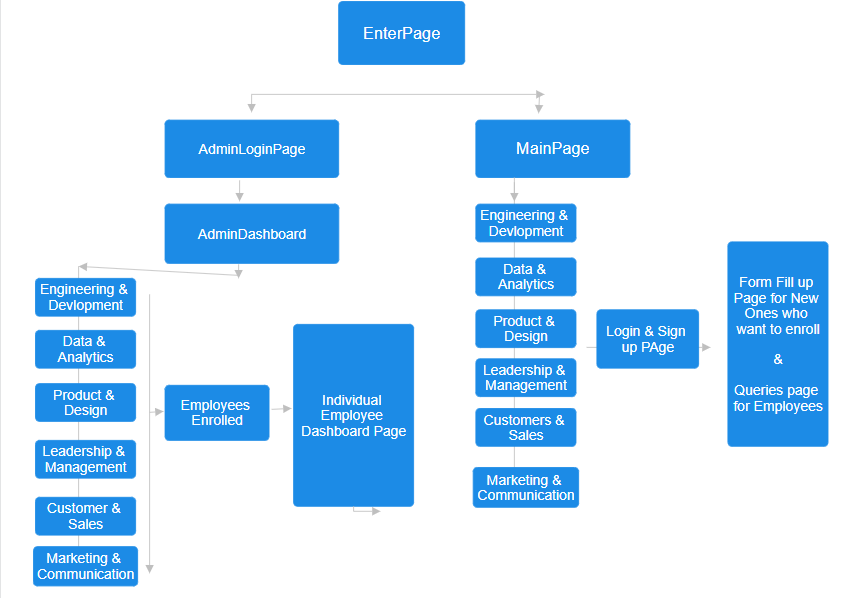 EnterPage
AdminLoginPage
MainPage
AdminDashboard
Engineering &
Devlopment
Data &
Analytics
Product &
Design
Leadership &
Management
Customer &
Sales
Marketing &
Communication
Employees
Enrolled
Individual
Employee
Dashboard Page
Engineering &
Devlopment
Data &
Analytics
Product &
Design
Leadership &
Management
Customers &
Sales
Marketing &
Communication
Login & Sign
up PAge
Form Fill up
Page for New
Ones who
want to enroll
&
Queries page
for Employees